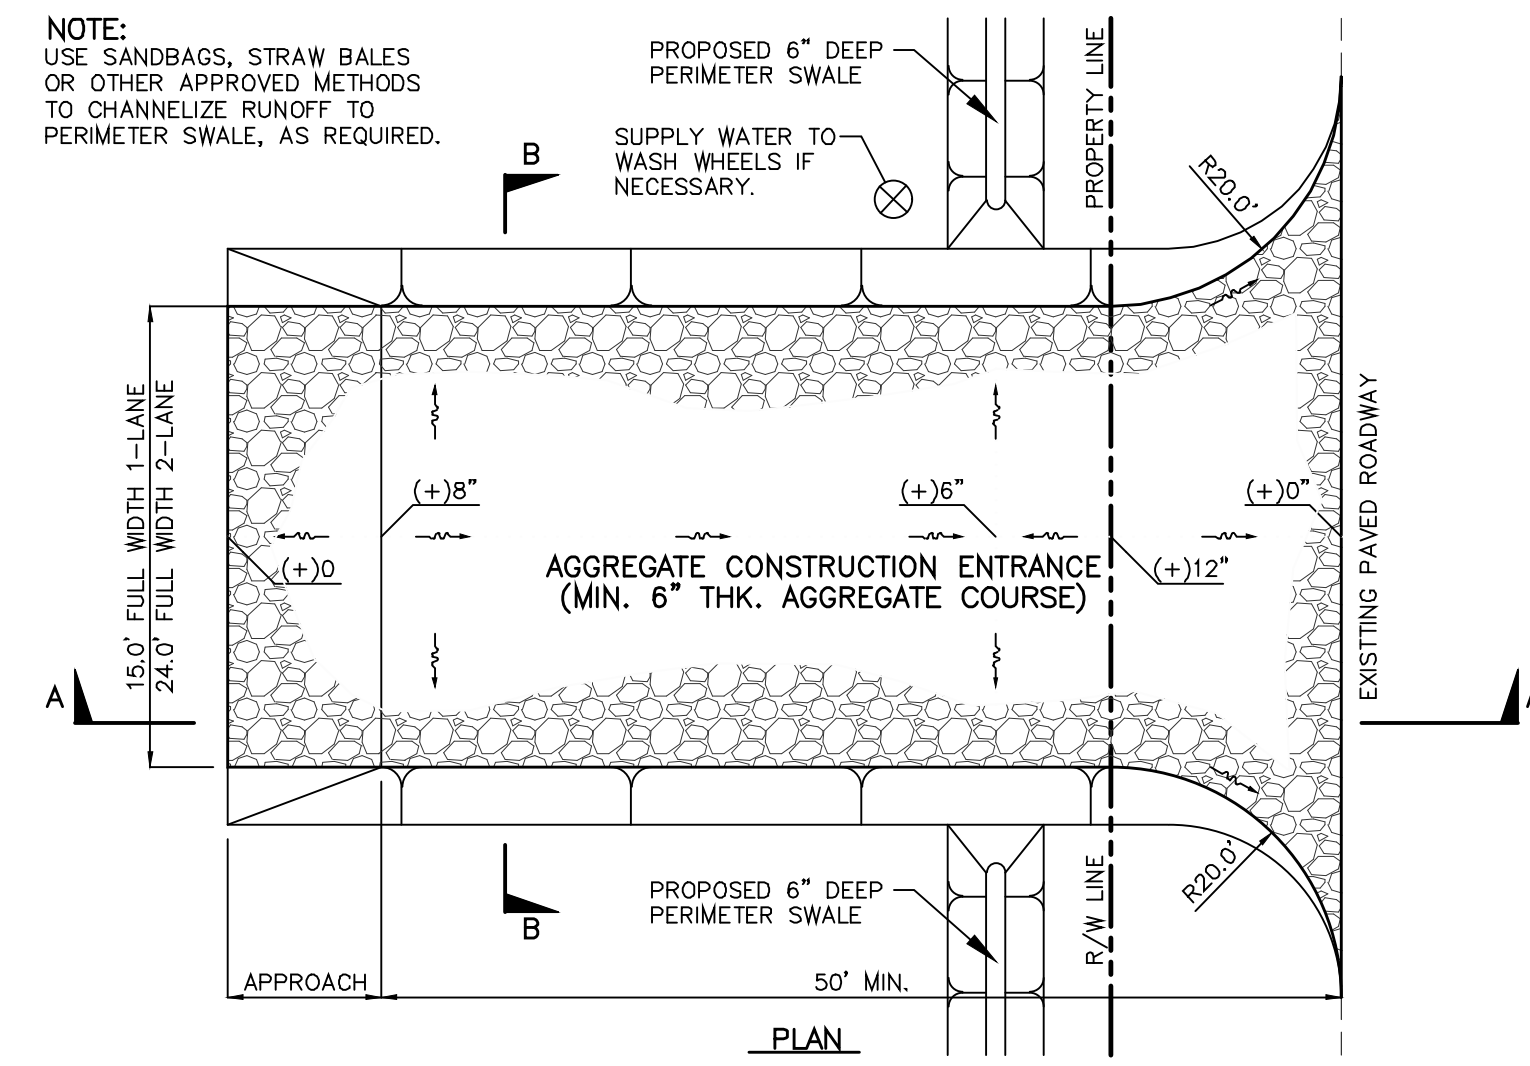 NOTE:
USE SANDBAGS, STRAW BALES
OR OTHER APPROVED METHODS
TO CHANNELIZE RUNOFF TO
PERIMETER SWALE, AS REQUIRED.
PROPOSED 6" DEEP
PERIMETER SWALE
SUPPLY WATER TO
WASH WHEELS IF
NECESSARY.
PROPERTY LINE
B
R20.0'
15.0' FULL WIDTH 1-LANE
24.0' FULL WIDTH 2-LANE
(+)8"
(+)6"
(+)0"
(+)0
AGGREGATE CONSTRUCTION ENTRANCE
(MIN. 6" THK. AGGREGATE COURSE)
(+)12"
EXISTTING PAVED ROADWAY
A
A
R20.0'
PROPOSED 6" DEEP
PERIMETER SWALE
R/W LINE
B
APPROACH
50' MIN.
PLAN